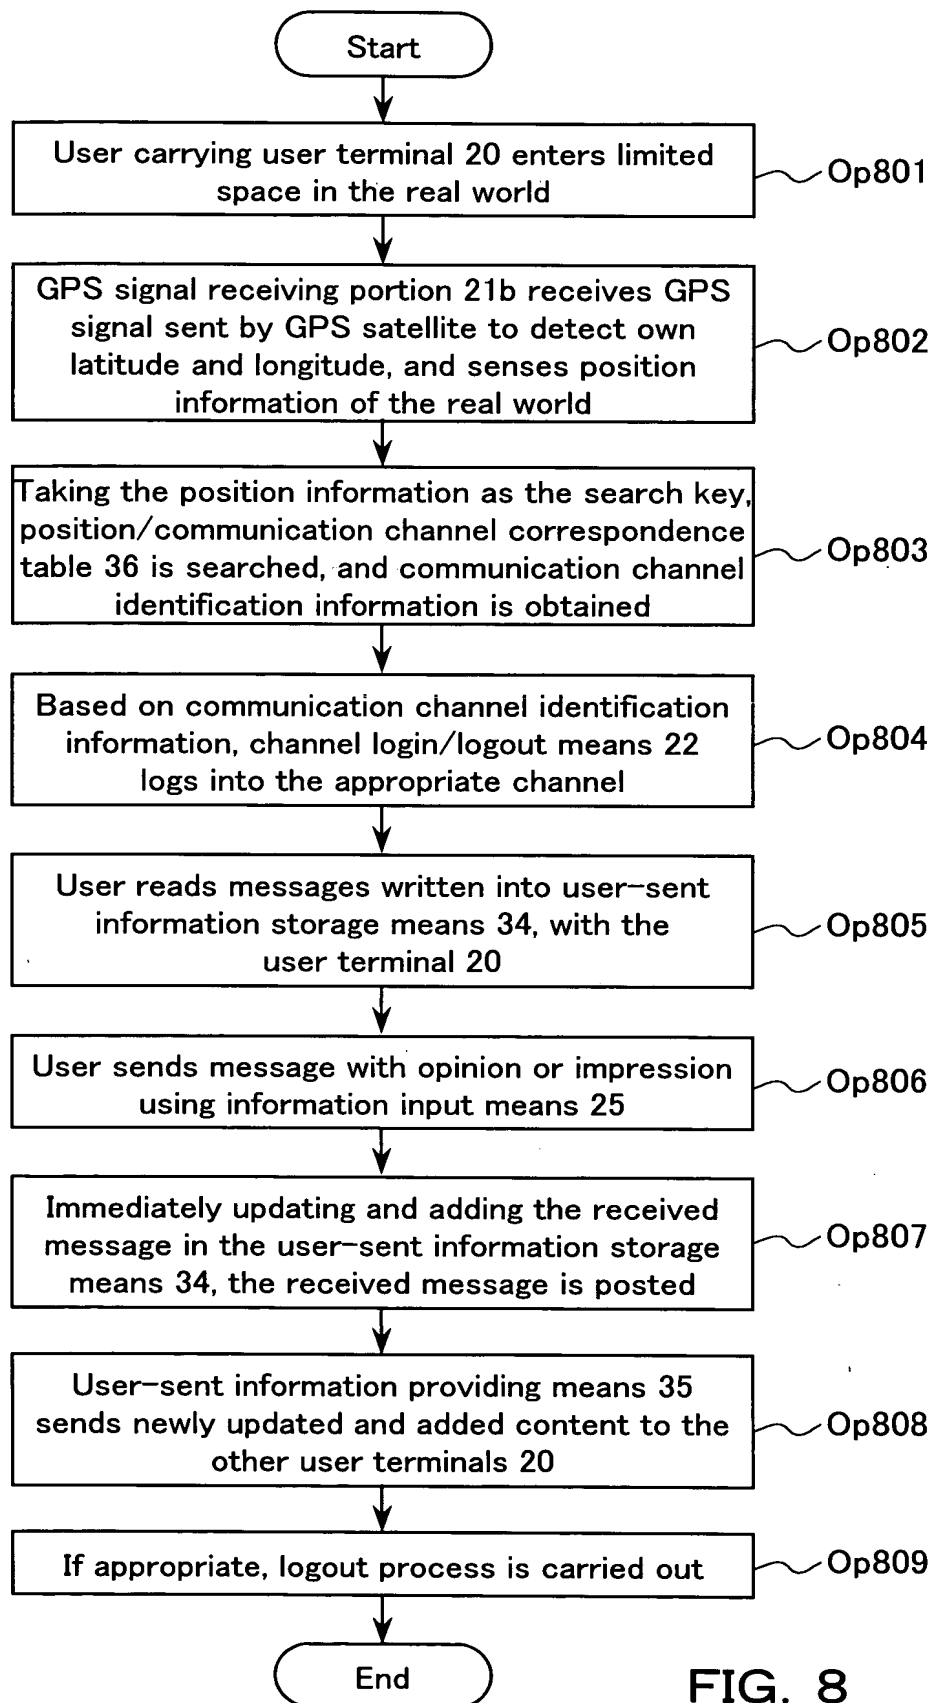 Start
User carrying user terminal 20 enters limited
space in the real world
Op801
GPS signal receiving portion 21b receives GPS
signal sent by GPS satellite to detect own
latitude and longitude, and senses position
information of the real world
Op802
Taking the position information as the search key,
position/communication channel correspondence
table 36 is searched, and communication channel
identification information is obtained
Op803
Based on communication channel identification
information, channel login/logout means 22
logs into the appropriate channel
Op804
User reads messages written into user-sent
information storage means 34, with the
user terminal 20
Op805
User sends message with opinion or impression
using information input means 25
Op806
Immediately updating and adding the received
message in the user-sent information storage
means 34, the received message is posted
Op807
User-sent information providing means 35
sends newly updated and added content to the
other user terminals 20
Op808
If appropriate, logout process is carried out
Op809
End
FIG. 8